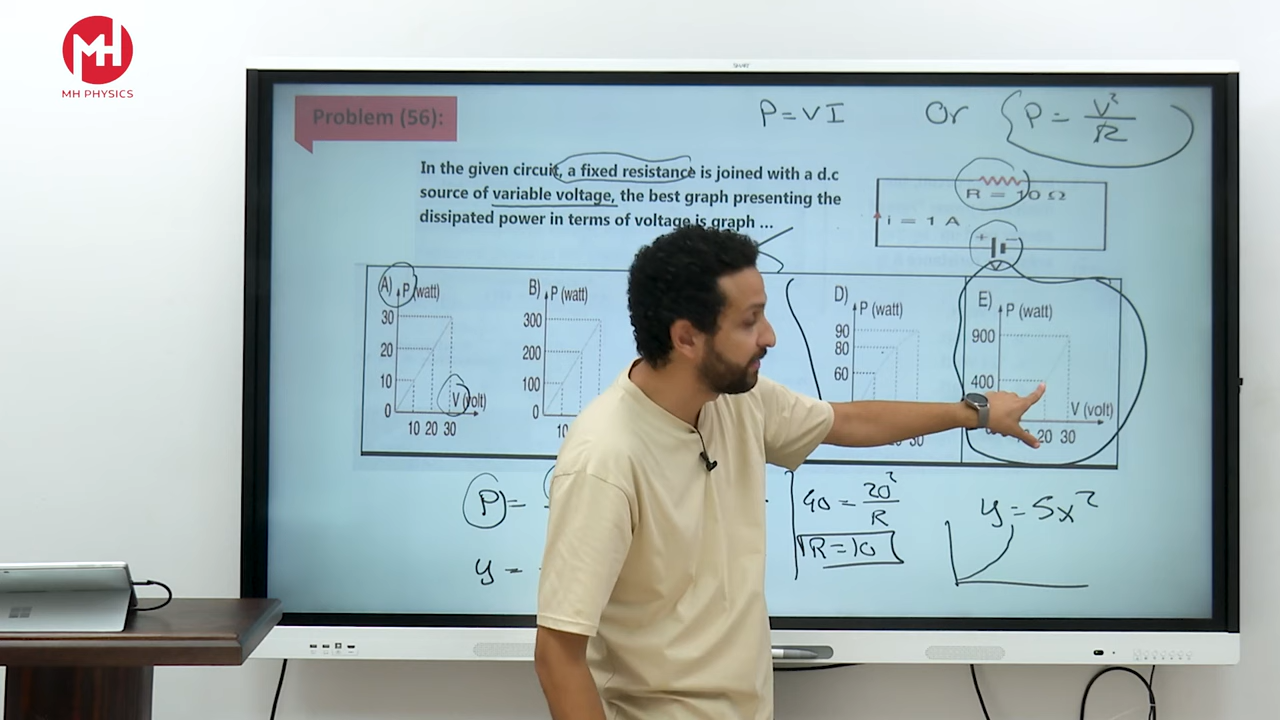 MH
MH PHYSICS
SMART
Problem (56):
P = VI Or P = V²/R
In the given circuit, a fixed resistance is joined with a d.c
source of variable voltage, the best graph presenting the
dissipated power in terms of voltage is graph ...
R = 10 Ω
i = 1 A
+ −
A) P (watt)
30
20
10
0
10 20 30
V (volt)
B) P (watt)
300
200
100
0
10
D) P (watt)
90
80
60
30
E) P (watt)
900
400
20 30
V (volt)
P =
y =
40 = 20²/R
R = 10
y = 5x²